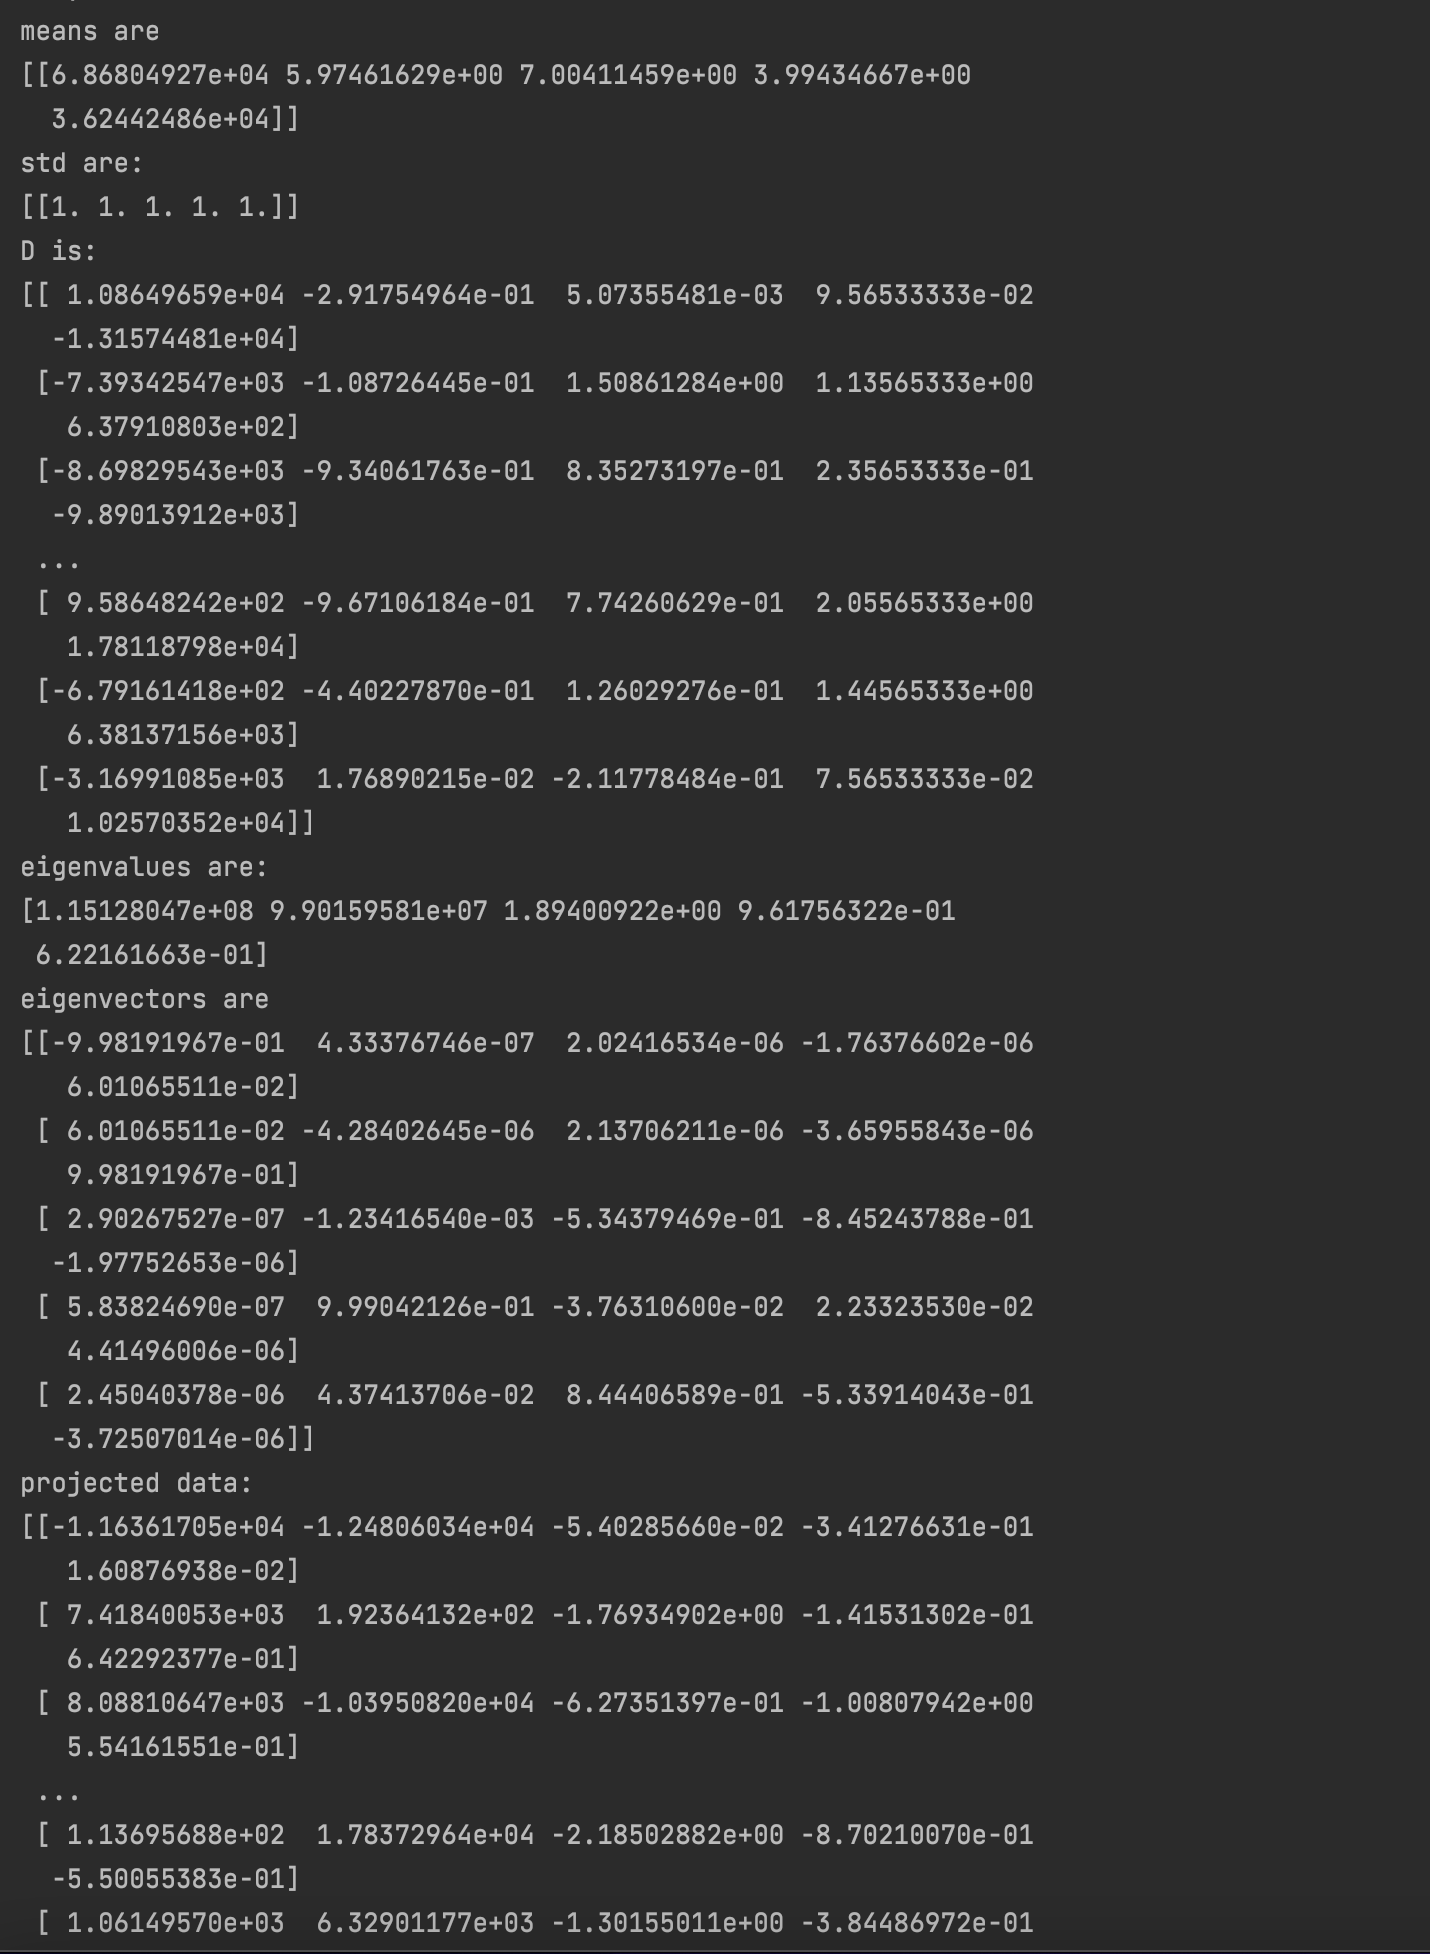 means are
[[6.86804927e+04 5.97461629e+00 7.00411459e+00 3.99434667e+00
  3.62442486e+04]]
std are:
[[1. 1. 1. 1. 1.]]
D is:
[[ 1.08649659e+04 -2.91754964e-01  5.07355481e-03  9.56533333e-02
  -1.31574481e+04]
 [-7.39342547e+03 -1.08726445e-01  1.50861284e+00  1.13565333e+00
   6.37910803e+02]
 [-8.69829543e+03 -9.34061763e-01  8.35273197e-01  2.35653333e-01
  -9.89013912e+03]
 ...
 [ 9.58648242e+02 -9.67106184e-01  7.74260629e-01  2.05565333e+00
   1.78118798e+04]
 [-6.79161418e+02 -4.40227870e-01  1.26029276e-01  1.44565333e+00
   6.38137156e+03]
 [-3.16991085e+03  1.76890215e-02 -2.11778484e-01  7.56533333e-02
   1.02570352e+04]]
eigenvalues are:
[1.15128047e+08 9.90159581e+07 1.89400922e+00 9.61756322e-01
 6.22161663e-01]
eigenvectors are
[[-9.98191967e-01  4.33376746e-07  2.02416534e-06 -1.76376602e-06
   6.01065511e-02]
 [ 6.01065511e-02 -4.28402645e-06  2.13706211e-06 -3.65955843e-06
   9.98191967e-01]
 [ 2.90267527e-07 -1.23416540e-03 -5.34379469e-01 -8.45243788e-01
  -1.97752653e-06]
 [ 5.83824690e-07  9.99042126e-01 -3.76310600e-02  2.23323530e-02
   4.41496006e-06]
 [ 2.45040378e-06  4.37413706e-02  8.44406589e-01 -5.33914043e-01
  -3.72507014e-06]]
projected data:
[[-1.16361705e+04 -1.24806034e+04 -5.40285660e-02 -3.41276631e-01
   1.60876938e-02]
 [ 7.41840053e+03  1.92364132e+02 -1.76934902e+00 -1.41531302e-01
   6.42292377e-01]
 [ 8.08810647e+03 -1.03950820e+04 -6.27351397e-01 -1.00807942e+00
   5.54161551e-01]
 ...
 [ 1.13695688e+02  1.78372964e+04 -2.18502882e+00 -8.70210070e-01
  -5.50055383e-01]
 [ 1.06149570e+03  6.32901177e+03 -1.30155011e+00 -3.84486972e-01